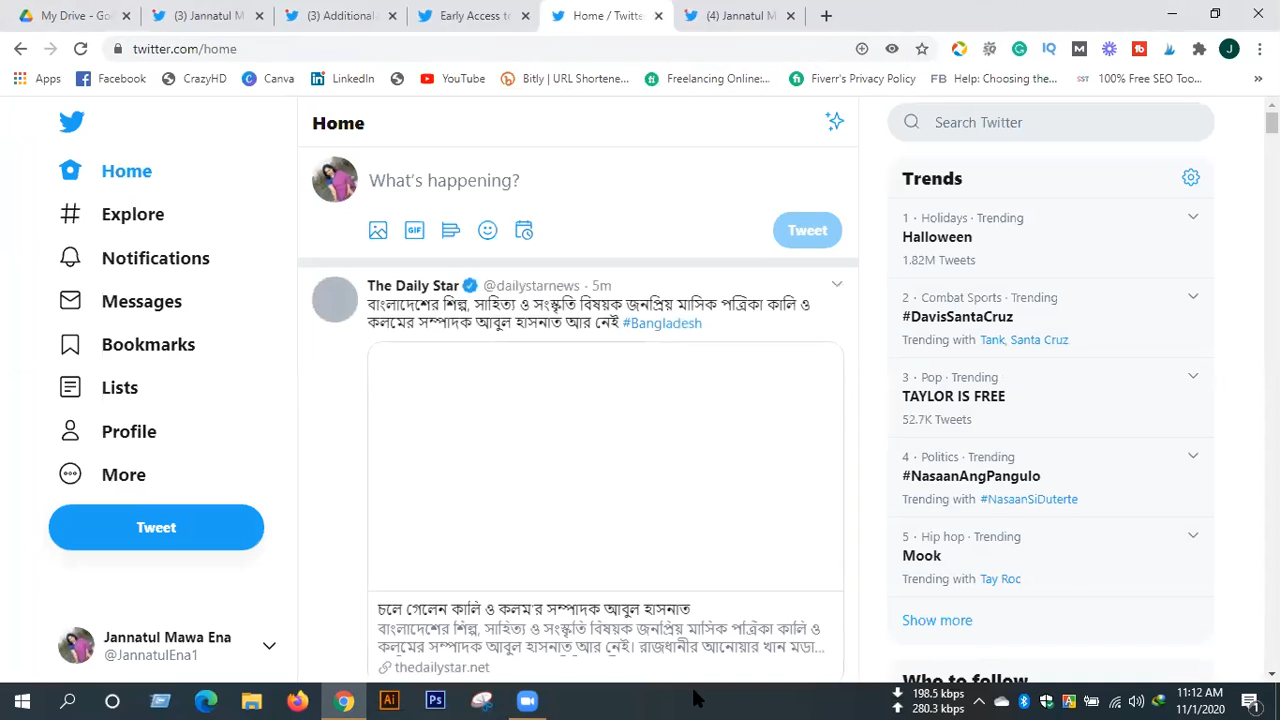 My Drive - Go
(3) Jannatul M
(3) Additional
Early Access to
Home / Twitte
(4) Jannatul M
twitter.com/home
Apps
Facebook
CrazyHD
Canva
LinkedIn
YouTube
Bitly | URL Shortene...
Freelancing Online:...
Fiverr's Privacy Policy
FB Help: Choosing the...
100% Free SEO Too...
Home
Explore
Notifications
Messages
Bookmarks
Lists
Profile
More
Tweet
Jannatul Mawa Ena
@JannatulEna1
Home
What's happening?
GIF
Tweet
The Daily Star @dailystarnews · 5m
বাংলাদেশের শিল্প, সাহিত্য ও সংস্কৃতি বিষয়ক জনপ্রিয় মাসিক পত্রিকা কালি ও
কলমের সম্পাদক আবুল হাসনাত আর নেই #Bangladesh
চলে গেলেন কালি ও কলম'র সম্পাদক আবুল হাসনাত
বাংলাদেশের শিল্প, সাহিত্য ও সংস্কৃতি বিষয়ক জনপ্রিয় মাসিক পত্রিকা কালি ও
কলমের সম্পাদক আবুল হাসনাত আর নেই। রাজধানীর আনোয়ার খান মডা...
thedailystar.net
Search Twitter
Trends
1 · Holidays · Trending
Halloween
1.82M Tweets
2 · Combat Sports · Trending
#DavisSantaCruz
Trending with Tank, Santa Cruz
3 · Pop · Trending
TAYLOR IS FREE
52.7K Tweets
4 · Politics · Trending
#NasaanAngPangulo
Trending with #NasaanSiDuterte
5 · Hip hop · Trending
Mook
Trending with Tay Roc
Show more
Who to follow
198.5 kbps
280.3 kbps
11:12 AM
11/1/2020